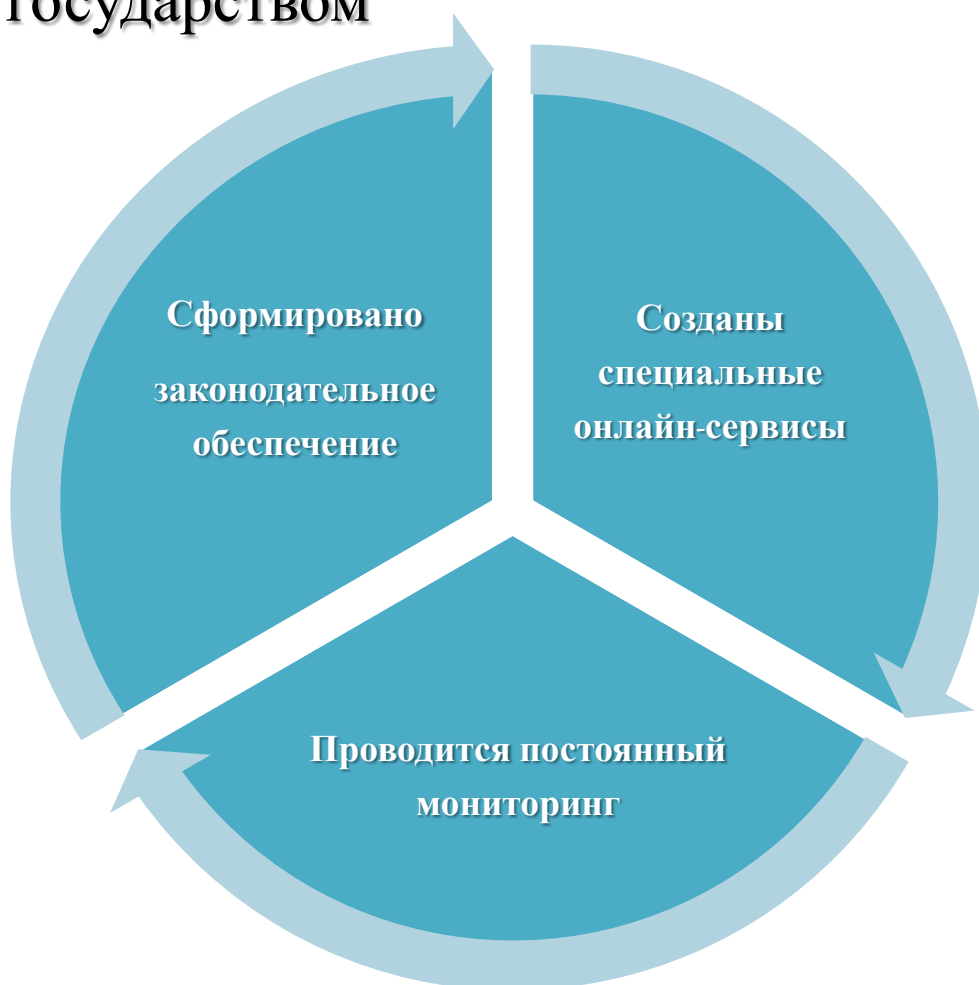 государством
Сформировано
законодательное
обеспечение
Созданы
специальные
онлайн-сервисы
Проводится постоянный
мониторинг